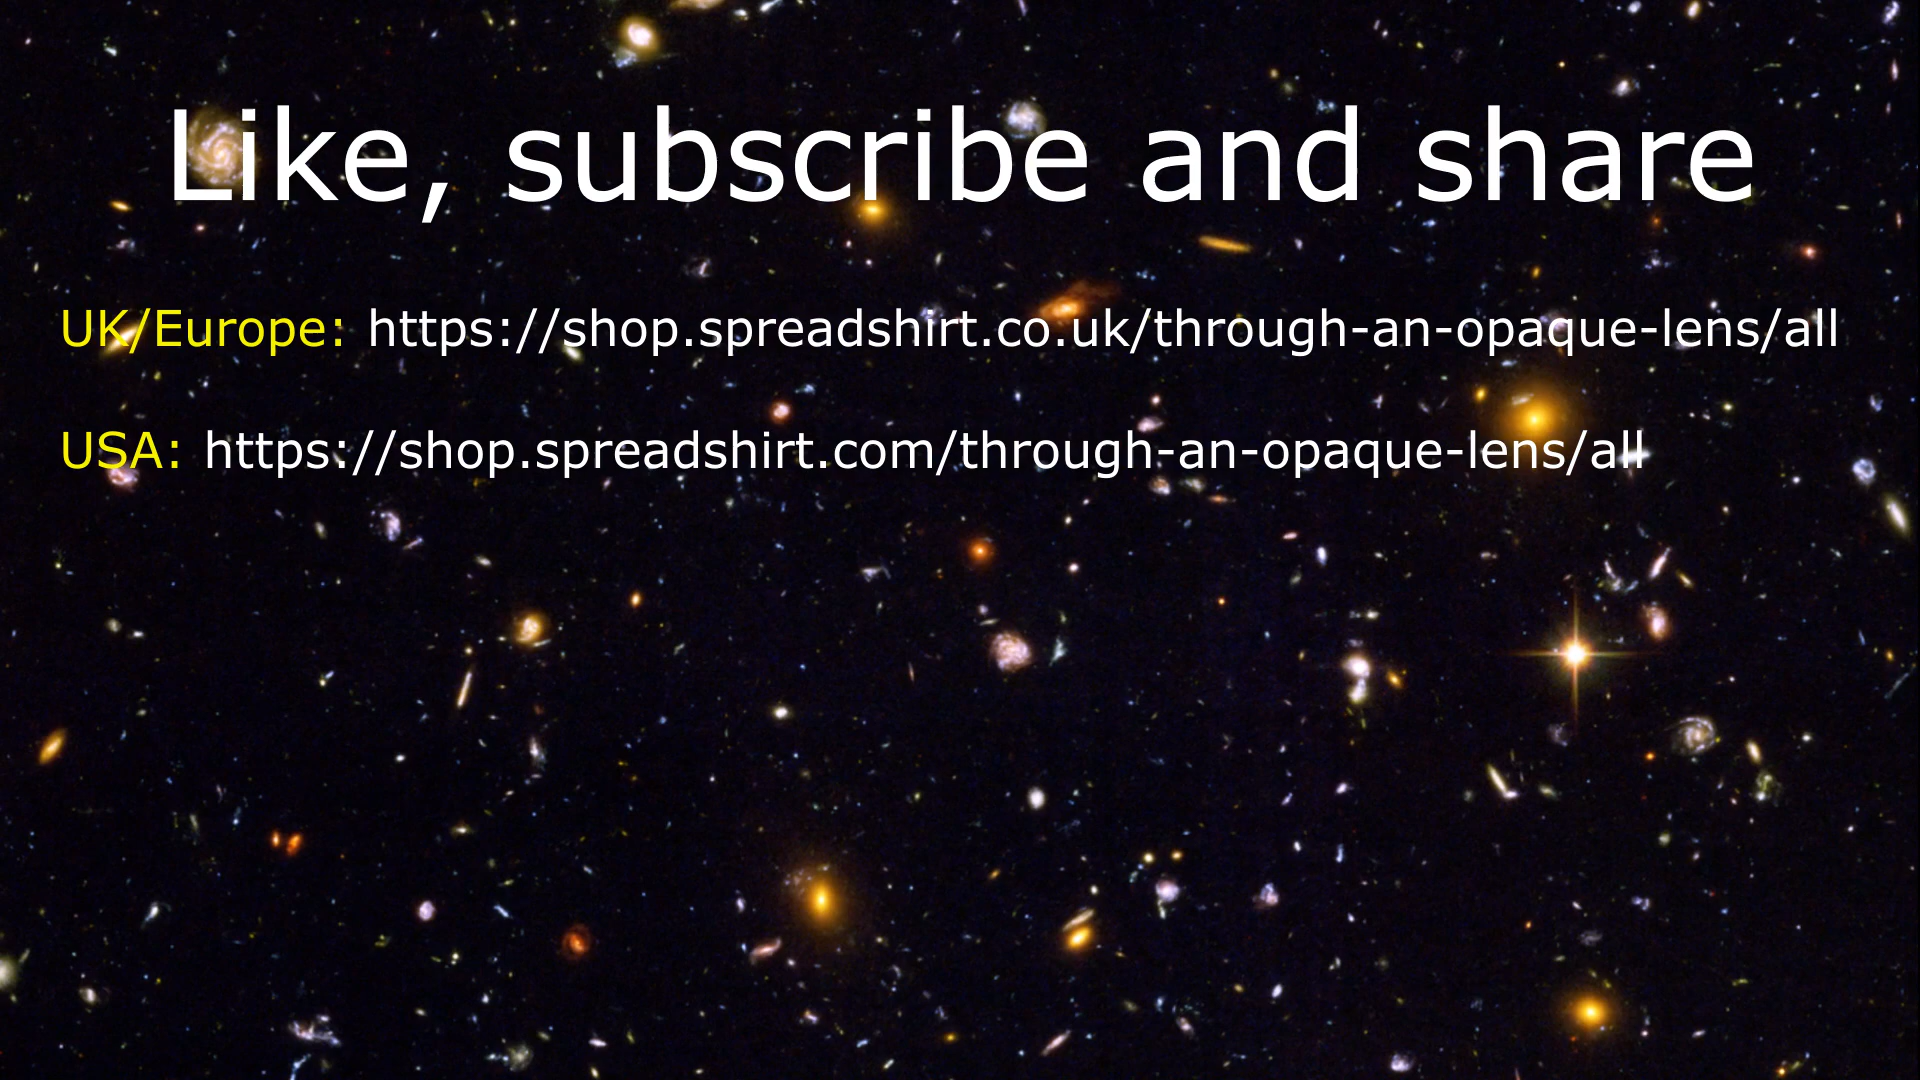 Like, subscribe and share
UK/Europe: https://shop.spreadshirt.co.uk/through-an-opaque-lens/all
USA: https://shop.spreadshirt.com/through-an-opaque-lens/all